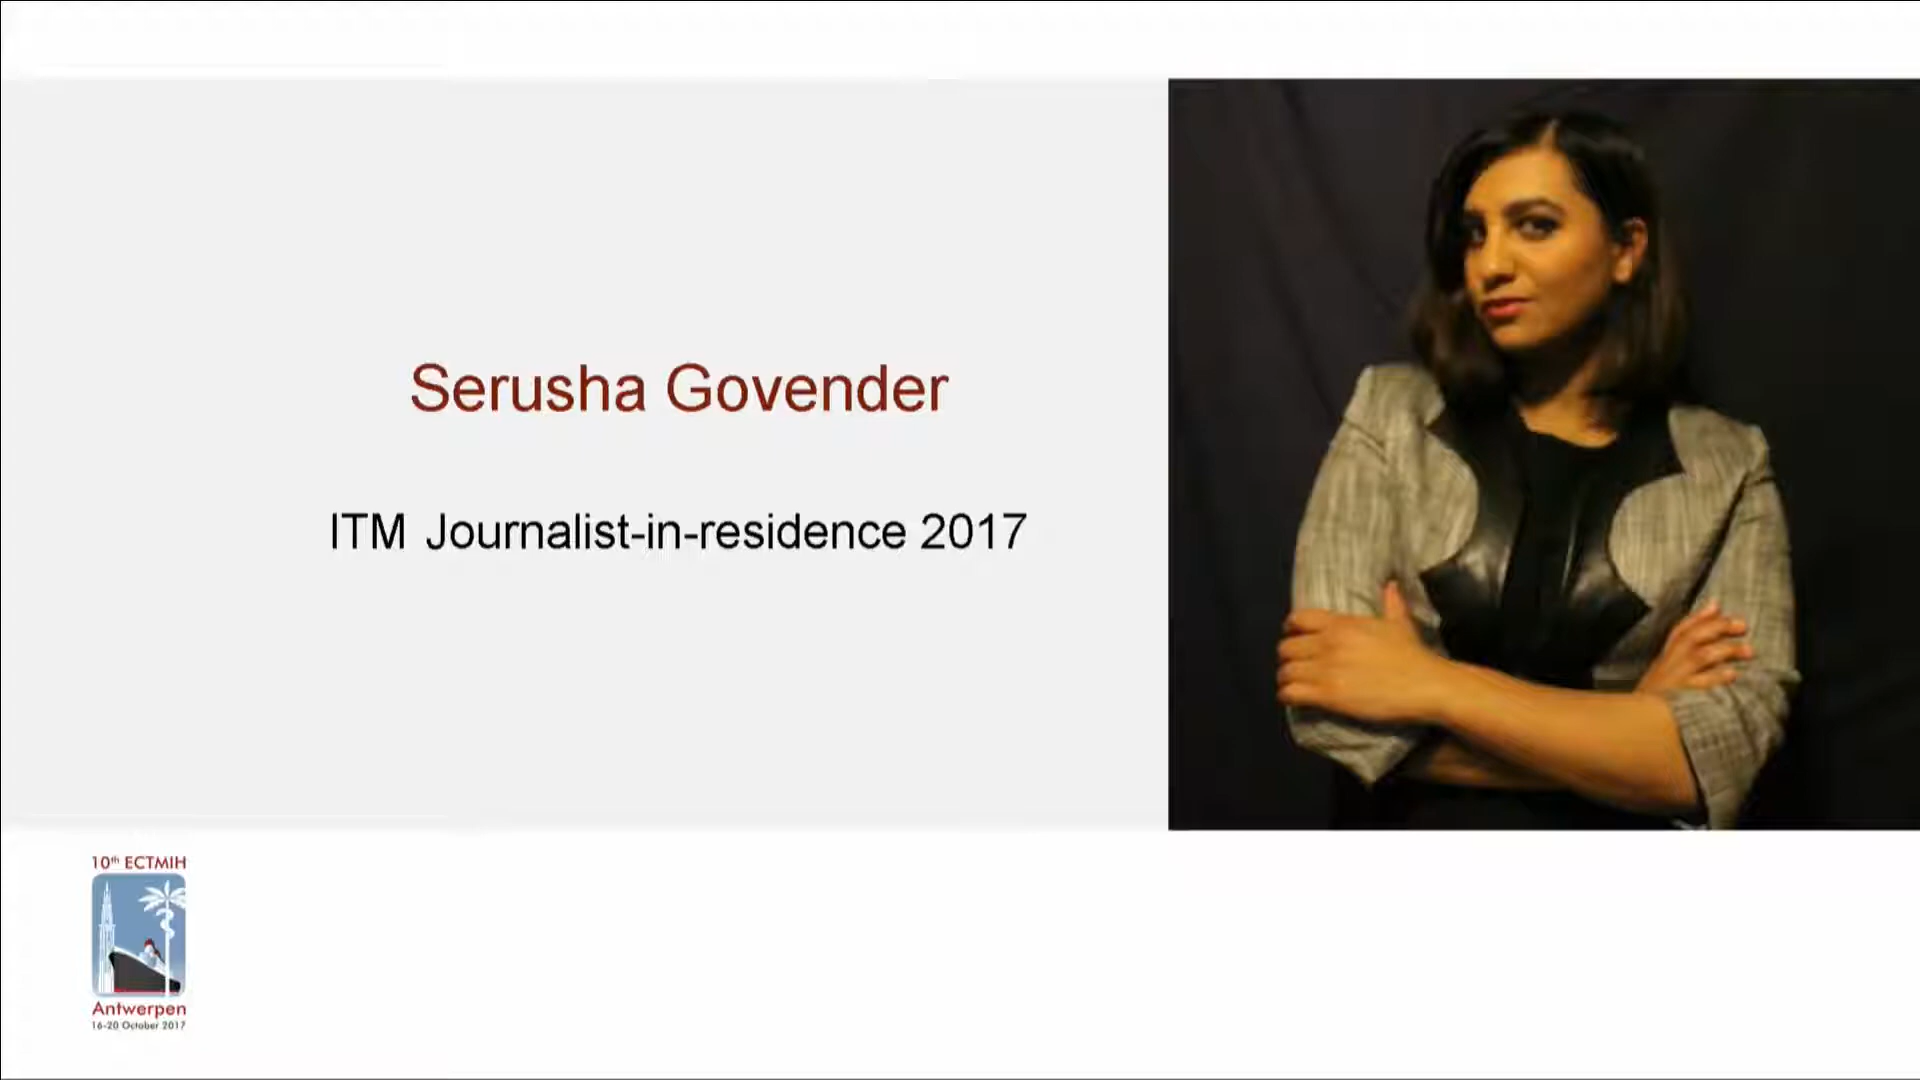 Serusha Govender
ITM Journalist-in-residence 2017
10th ECTMIH
Antwerpen
16-20 October 2017